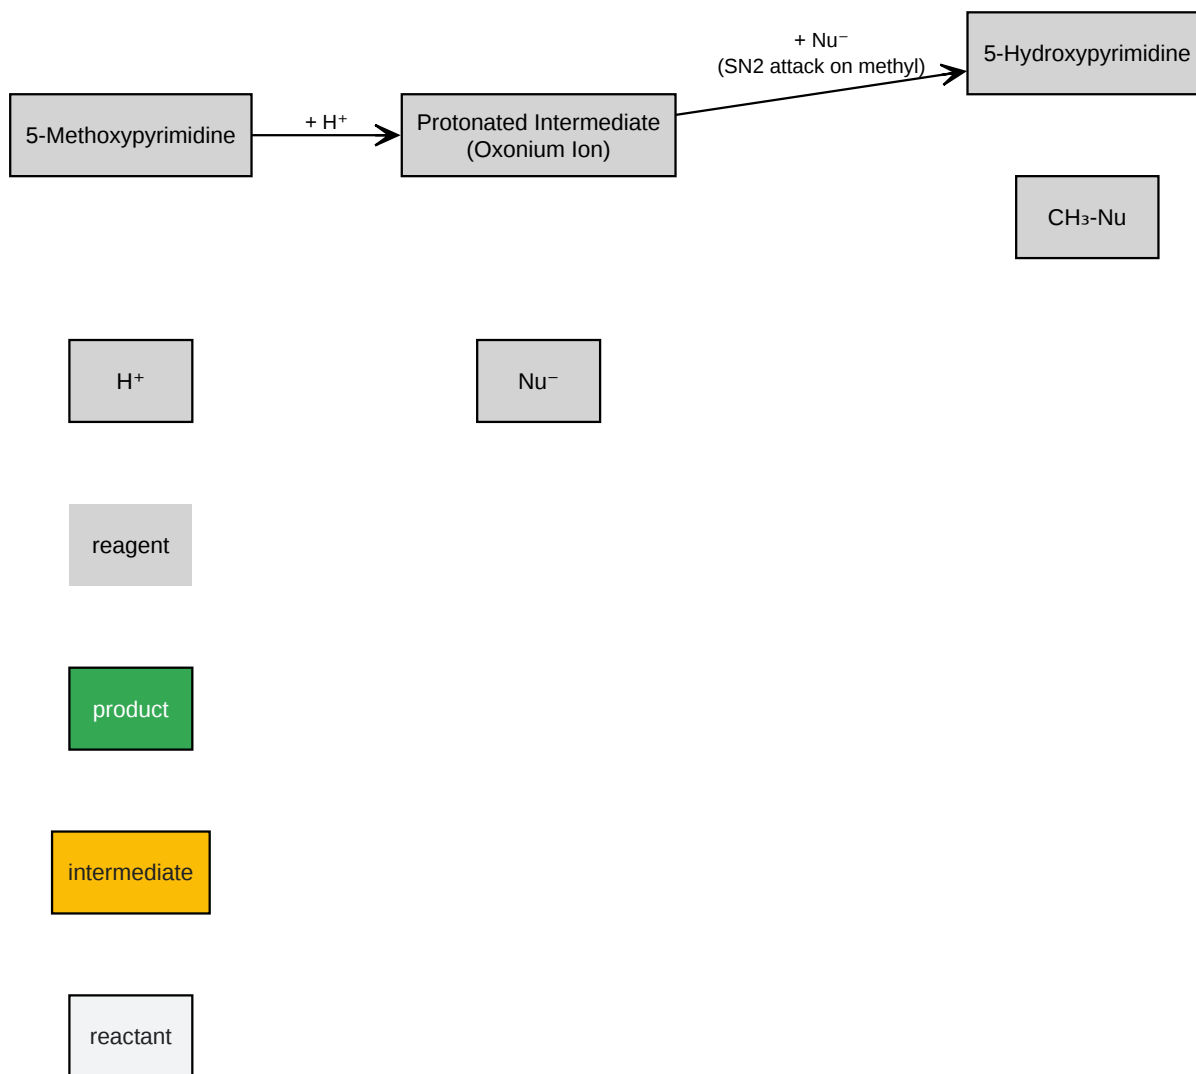 + Nu⁻
(SN2 attack on methyl)
5-Hydroxypyrimidine
5-Methoxypyrimidine
+ H⁺
Protonated Intermediate
(Oxonium Ion)
CH₃-Nu
H⁺
Nu⁻
reagent
product
intermediate
reactant